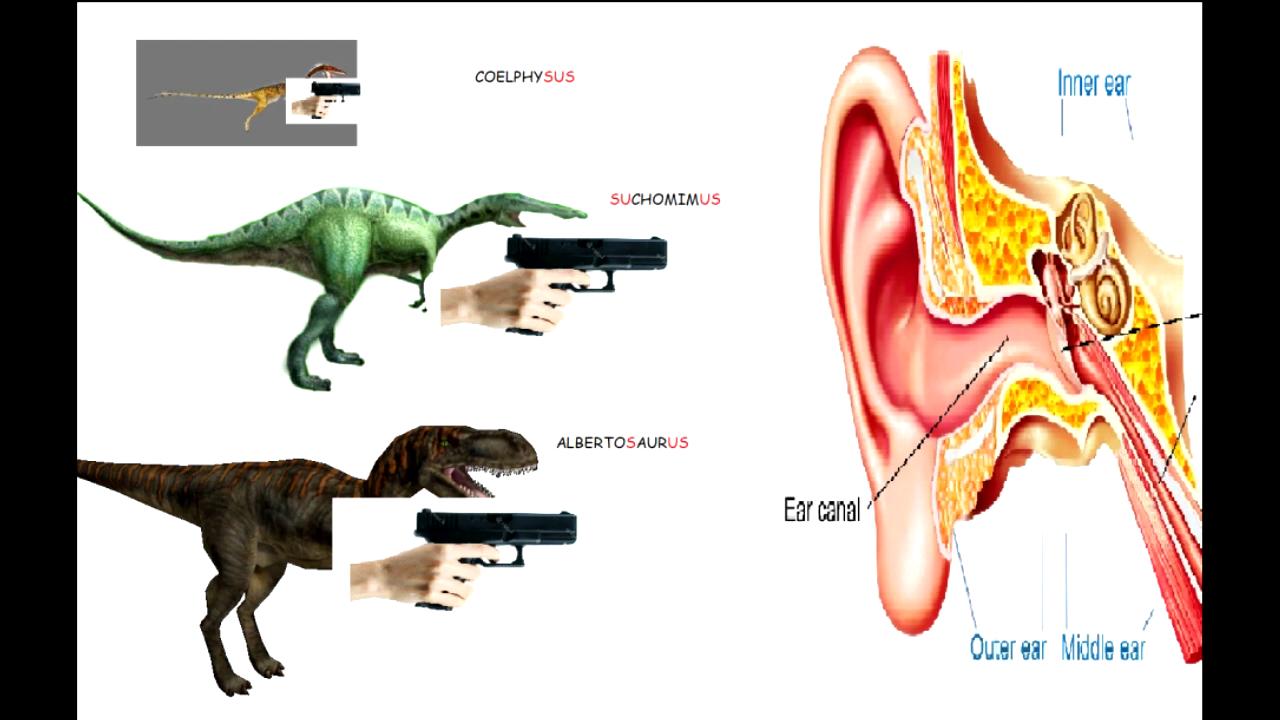 COELPHYSUS
SUCHOMIMUS
ALBERTOSAURUS
Inner ear
Ear canal
Outer ear
Middle ear